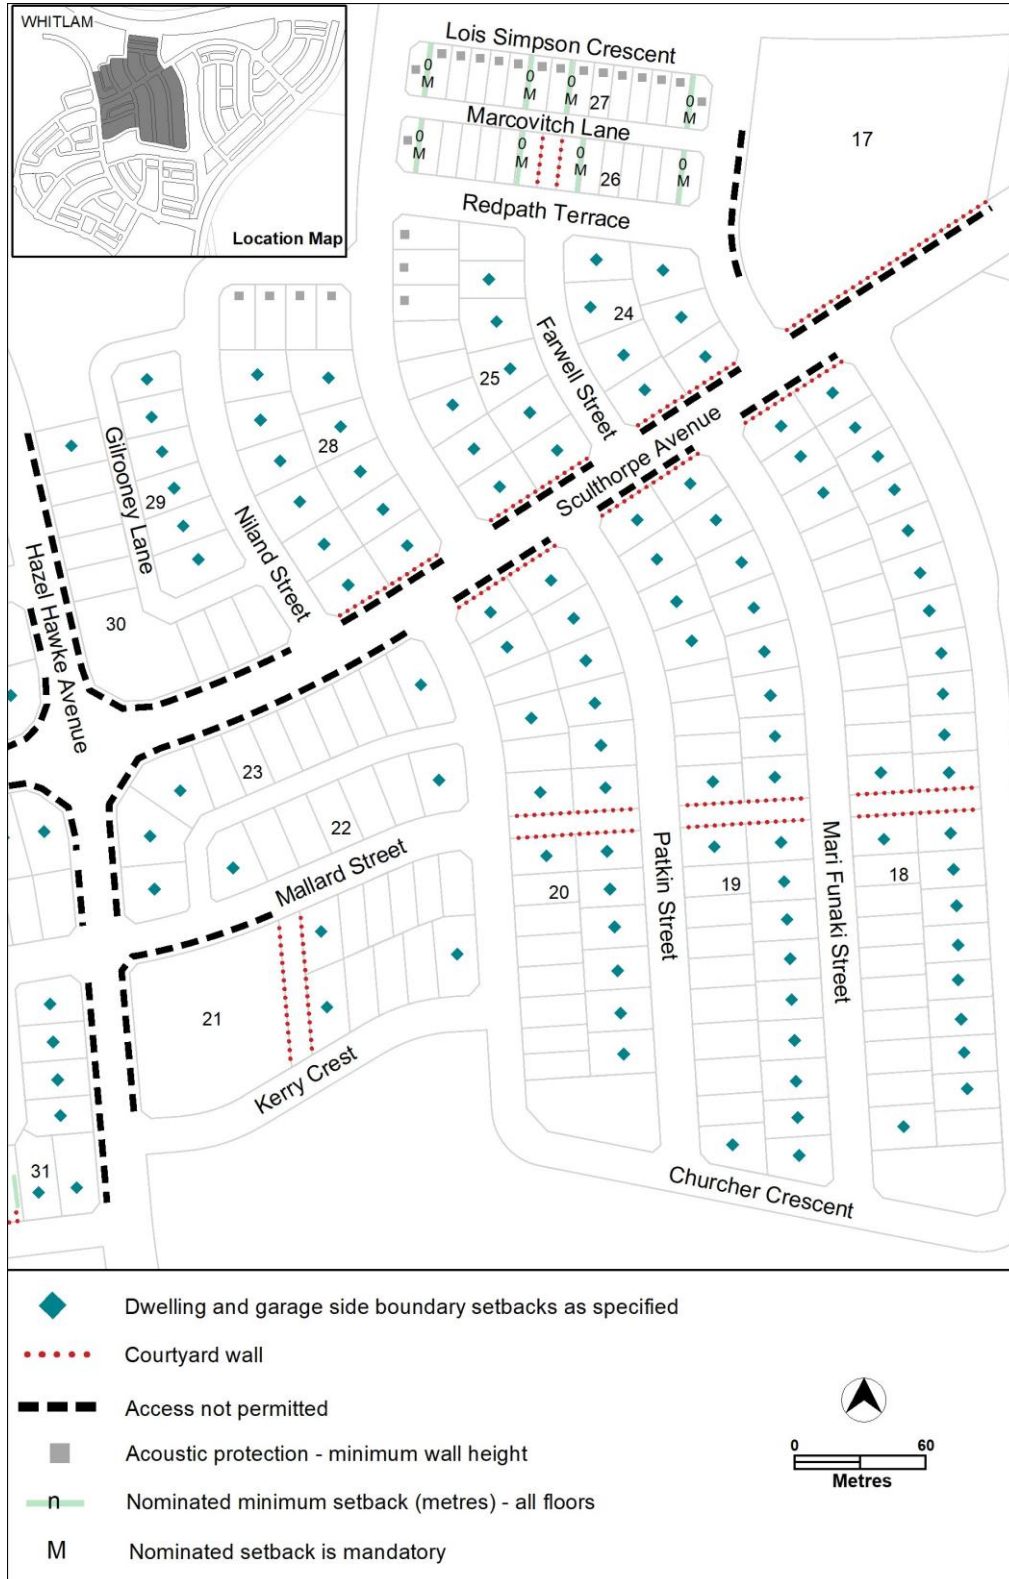 WHITLAM
Location Map
Lois Simpson Crescent
0 M
0 M
0 M
27
0 M
Marcovitch Lane
0 M
0 M
0 M
26
0 M
Redpath Terrace
17
24
Farwell Street
25
28
Sculthorpe Avenue
Gilrooney Lane
29
Niland Street
Hazel Hawke Avenue
30
23
22
Mallard Street
21
Kerry Crest
20
Patkin Street
19
Mari Funaki Street
18
31
Churcher Crescent
Dwelling and garage side boundary setbacks as specified
Courtyard wall
Access not permitted
Acoustic protection - minimum wall height
n Nominated minimum setback (metres) - all floors
M Nominated setback is mandatory
0 60
Metres